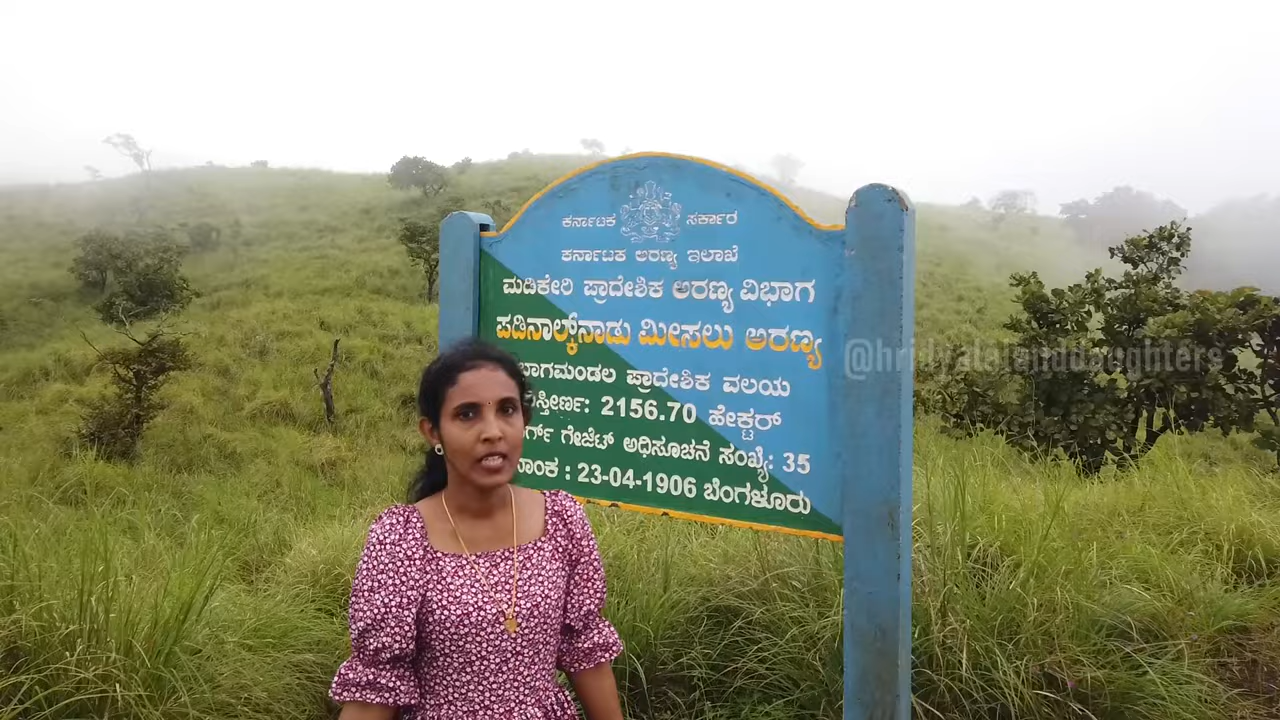 ಕರ್ನಾಟಕ ಸರ್ಕಾರ
ಕರ್ನಾಟಕ ಅರಣ್ಯ ಇಲಾಖೆ
ಮಡಿಕೇರಿ ಪ್ರಾದೇಶಿಕ ಅರಣ್ಯ ವಿಭಾಗ
ಪಡಿನಾಲ್ಕ್‌ನಾಡು ಮೀಸಲು ಅರಣ್ಯ
ಭಾಗಮಂಡಲ ಪ್ರಾದೇಶಿಕ ವಲಯ
2156.70 ಹೇಕ್ಟರ್
ಗೇಜೆಟ್ ಅಧಿಸೂಚನೆ ಸಂಖ್ಯೆ: 35
: 23-04-1906 ಬೆಂಗಳೂರು